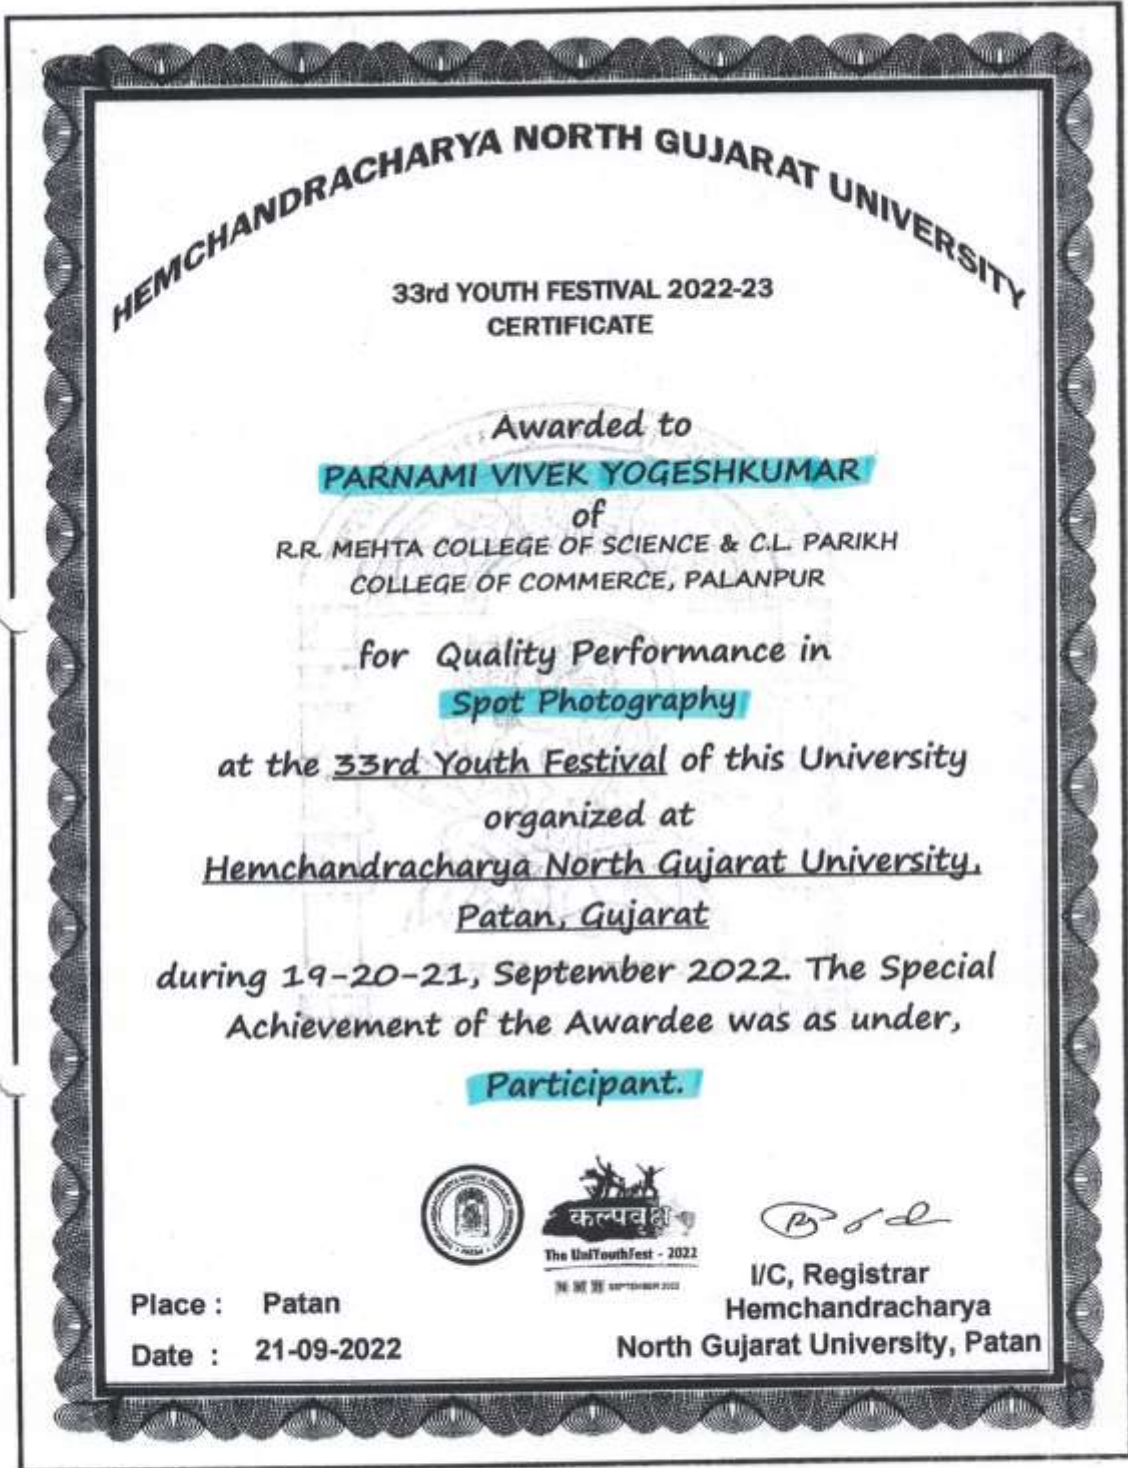 HEMCHANDRACHARYA NORTH GUJARAT UNIVERSITY
33rd YOUTH FESTIVAL 2022-23
CERTIFICATE
Awarded to
PARNAMI VIVEK YOGESHKUMAR
of
R.R. MEHTA COLLEGE OF SCIENCE & C.L. PARIKH
COLLEGE OF COMMERCE, PALANPUR
for Quality Performance in
Spot Photography
at the 33rd Youth Festival of this University
organized at
Hemchandracharya North Gujarat University,
Patan, Gujarat
during 19-20-21, September 2022. The Special
Achievement of the Awardee was as under,
Participant.
कल्पवृक्ष
The UniYouthFest - 2022
SEPTEMBER 2022
I/C, Registrar
Hemchandracharya
North Gujarat University, Patan
Place : Patan
Date : 21-09-2022